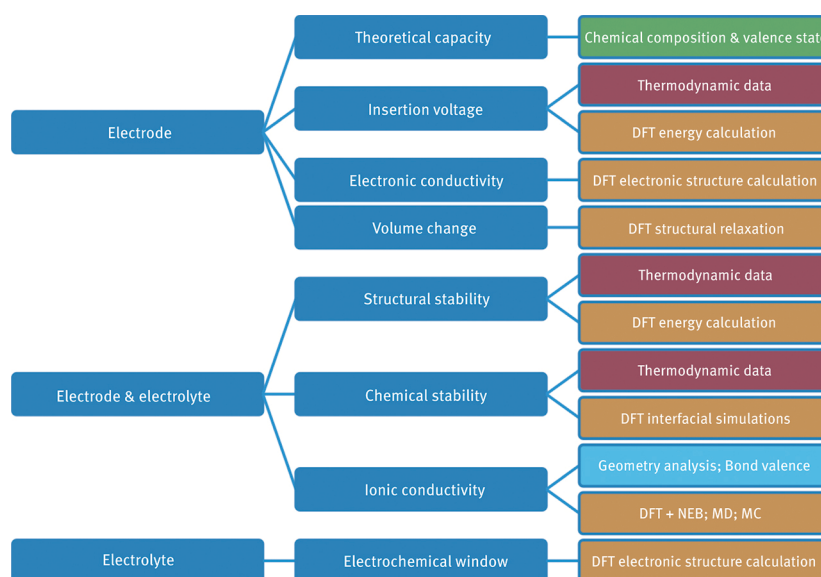 Electrode
Theoretical capacity
Chemical composition & valence state
Insertion voltage
Thermodynamic data
DFT energy calculation
Electronic conductivity
DFT electronic structure calculation
Volume change
DFT structural relaxation
Electrode & electrolyte
Structural stability
Thermodynamic data
DFT energy calculation
Chemical stability
Thermodynamic data
DFT interfacial simulations
Ionic conductivity
Geometry analysis; Bond valence
DFT + NEB; MD; MC
Electrolyte
Electrochemical window
DFT electronic structure calculation